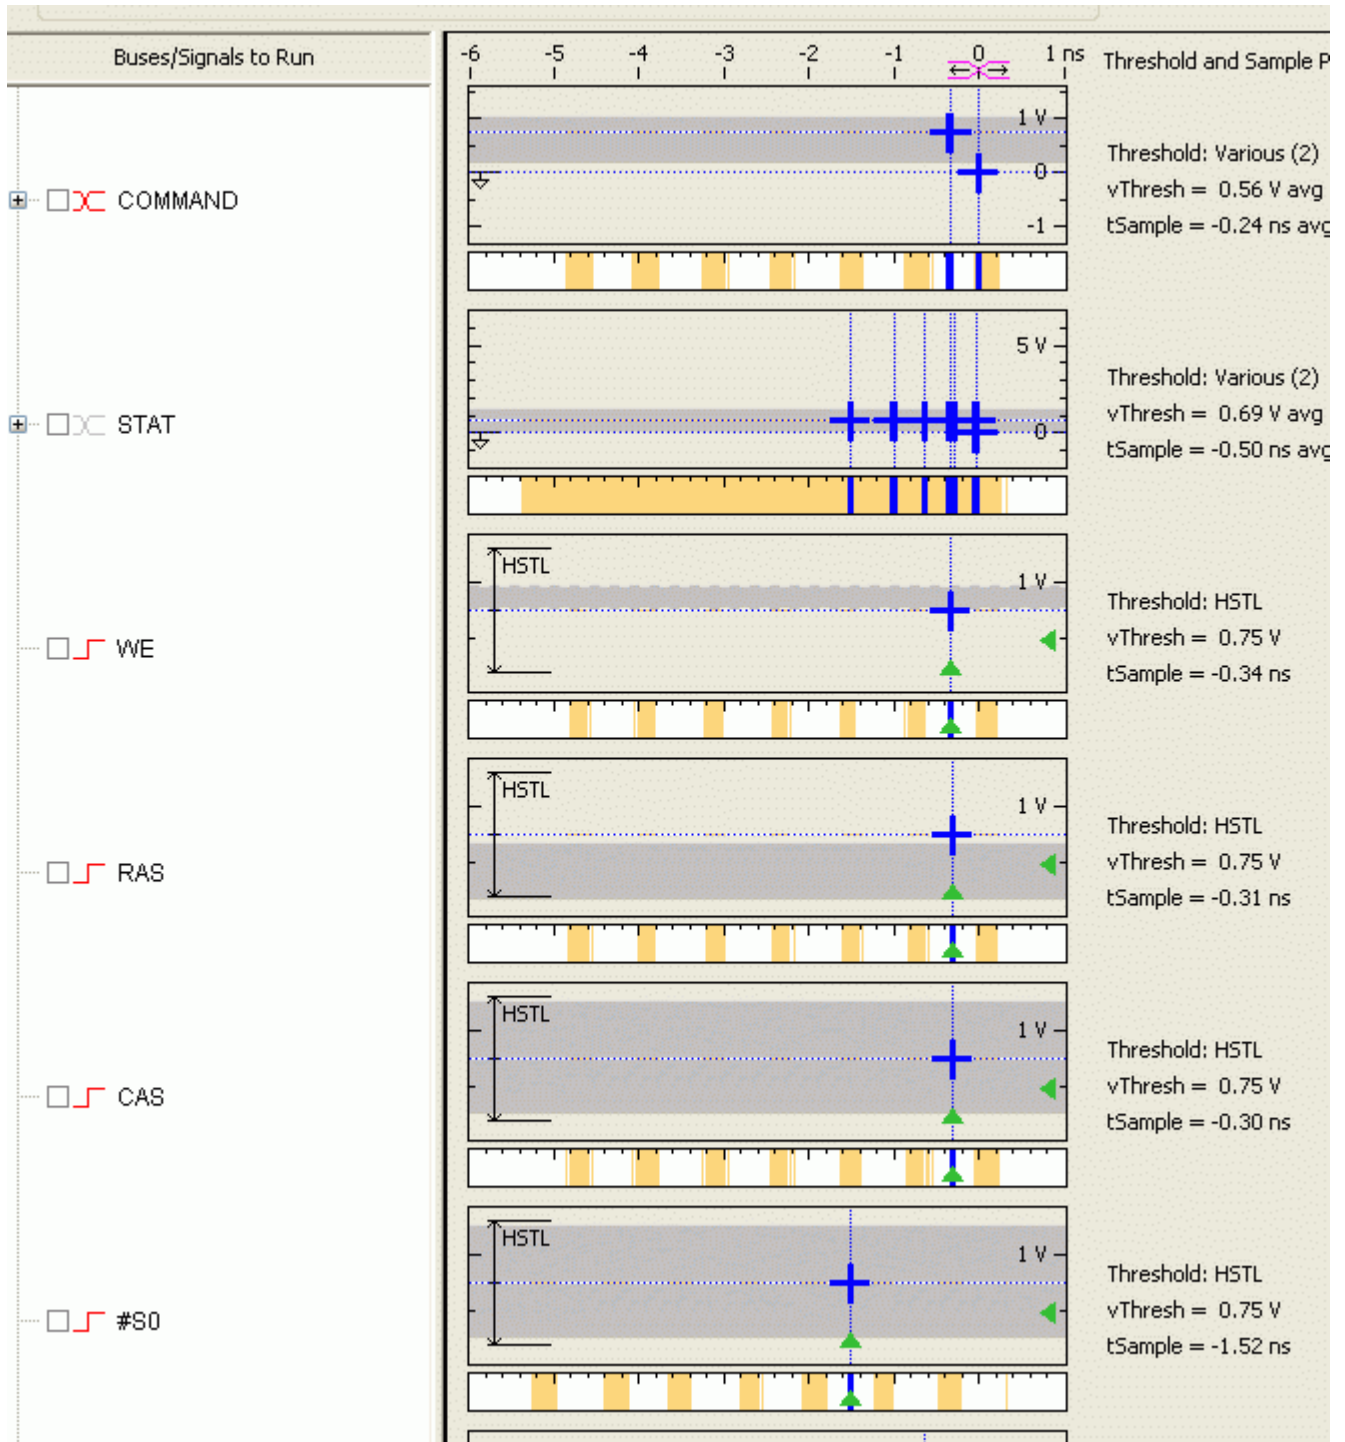 Buses/Signals to Run
-6 -5 -4 -3 -2 -1 0 1 ns
Threshold and Sample P
COMMAND
1 V
0
-1
Threshold: Various (2)
vThresh = 0.56 V avg
tSample = -0.24 ns avg
STAT
5 V
0
Threshold: Various (2)
vThresh = 0.69 V avg
tSample = -0.50 ns avg
WE
HSTL
1 V
Threshold: HSTL
vThresh = 0.75 V
tSample = -0.34 ns
RAS
HSTL
1 V
Threshold: HSTL
vThresh = 0.75 V
tSample = -0.31 ns
CAS
HSTL
1 V
Threshold: HSTL
vThresh = 0.75 V
tSample = -0.30 ns
#S0
HSTL
1 V
Threshold: HSTL
vThresh = 0.75 V
tSample = -1.52 ns